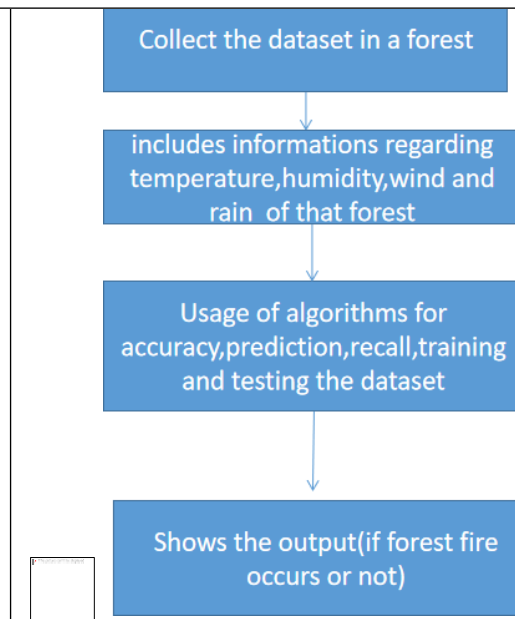 Collect the dataset in a forest
includes informations regarding
temperature,humidity,wind and
rain of that forest
Usage of algorithms for
accuracy,prediction,recall,training
and testing the dataset
Shows the output(if forest fire
occurs or not)